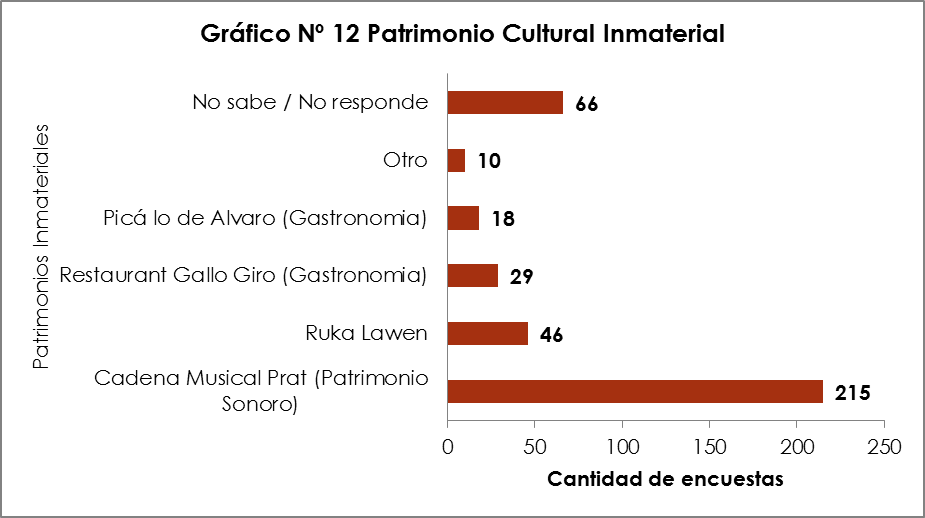 Gráfico Nº 12 Patrimonio Cultural Inmaterial
Patrimonios Inmateriales
No sabe / No responde
66
Otro
10
Picá lo de Alvaro (Gastronomia)
18
Restaurant Gallo Giro (Gastronomia)
29
Ruka Lawen
46
Cadena Musical Prat (Patrimonio
Sonoro)
215
0 50 100 150 200 250
Cantidad de encuestas